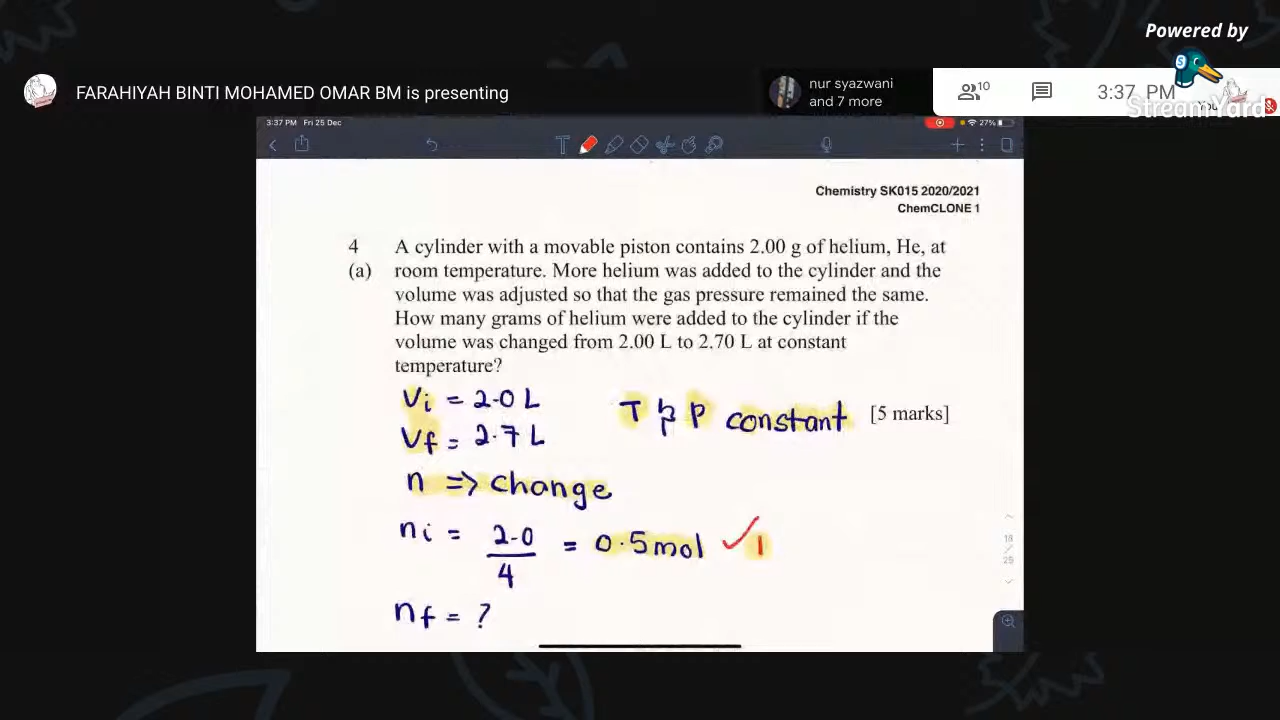 Powered by
FARAHIYAH BINTI MOHAMED OMAR BM is presenting
nur syazwani
and 7 more
10
3:37 PM
You
StreamYard
3:37 PM Fri 25 Dec
27%
Chemistry SK015 2020/2021
ChemCLONE 1
4 A cylinder with a movable piston contains 2.00 g of helium, He, at
(a) room temperature. More helium was added to the cylinder and the
volume was adjusted so that the gas pressure remained the same.
How many grams of helium were added to the cylinder if the
volume was changed from 2.00 L to 2.70 L at constant
temperature?
Vi = 2.0 L
T & P constant [5 marks]
Vf = 2.7 L
n => change
ni = 2.0 / 4 = 0.5 mol ✓ 1
nf = ?
18
/
25